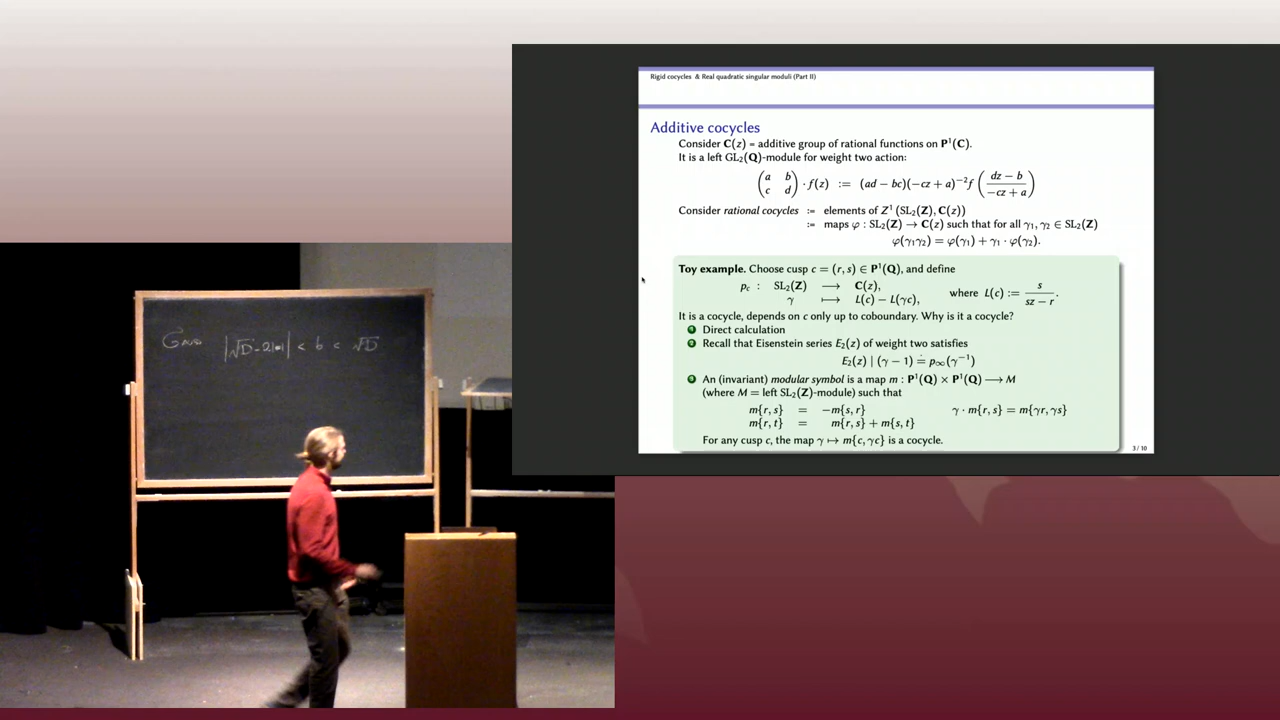 Gauss |√D - 2|a|| < b < √D
Rigid cocycles & Real quadratic singular moduli (Part II)
Additive cocycles
Consider C(z) = additive group of rational functions on P¹(C).
It is a left GL₂(Q)-module for weight two action:
(a b; c d) · f(z) := (ad − bc)(−cz + a)⁻² f((dz − b)/(−cz + a))
Consider rational cocycles := elements of Z¹(SL₂(Z), C(z))
:= maps φ : SL₂(Z) → C(z) such that for all γ₁, γ₂ ∈ SL₂(Z)
φ(γ₁γ₂) = φ(γ₁) + γ₁ · φ(γ₂).
Toy example. Choose cusp c = (r, s) ∈ P¹(Q), and define
p_c : SL₂(Z) ⟶ C(z),
γ ⟼ L(c) − L(γc), where L(c) := s/(sz − r).
It is a cocycle, depends on c only up to coboundary. Why is it a cocycle?
Direct calculation
Recall that Eisenstein series E₂(z) of weight two satisfies
E₂(z) | (γ − 1) ≐ p_∞(γ⁻¹)
An (invariant) modular symbol is a map m : P¹(Q) × P¹(Q) ⟶ M
(where M = left SL₂(Z)-module) such that
m{r, s} = −m{s, r} γ · m{r, s} = m{γr, γs}
m{r, t} = m{r, s} + m{s, t}
For any cusp c, the map γ ↦ m{c, γc} is a cocycle.
3 / 10